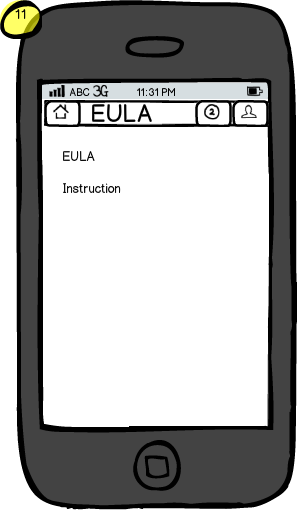 11
ABC 3G 11:31 PM
EULA 2
EULA
Instruction